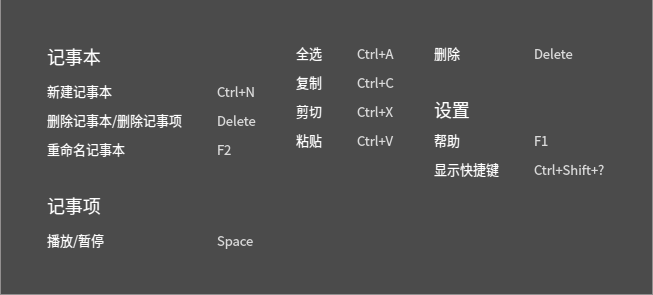 记事本
新建记事本 Ctrl+N
删除记事本/删除记事项 Delete
重命名记事本 F2
记事项
播放/暂停 Space
全选 Ctrl+A
复制 Ctrl+C
剪切 Ctrl+X
粘贴 Ctrl+V
删除 Delete
设置
帮助 F1
显示快捷键 Ctrl+Shift+?